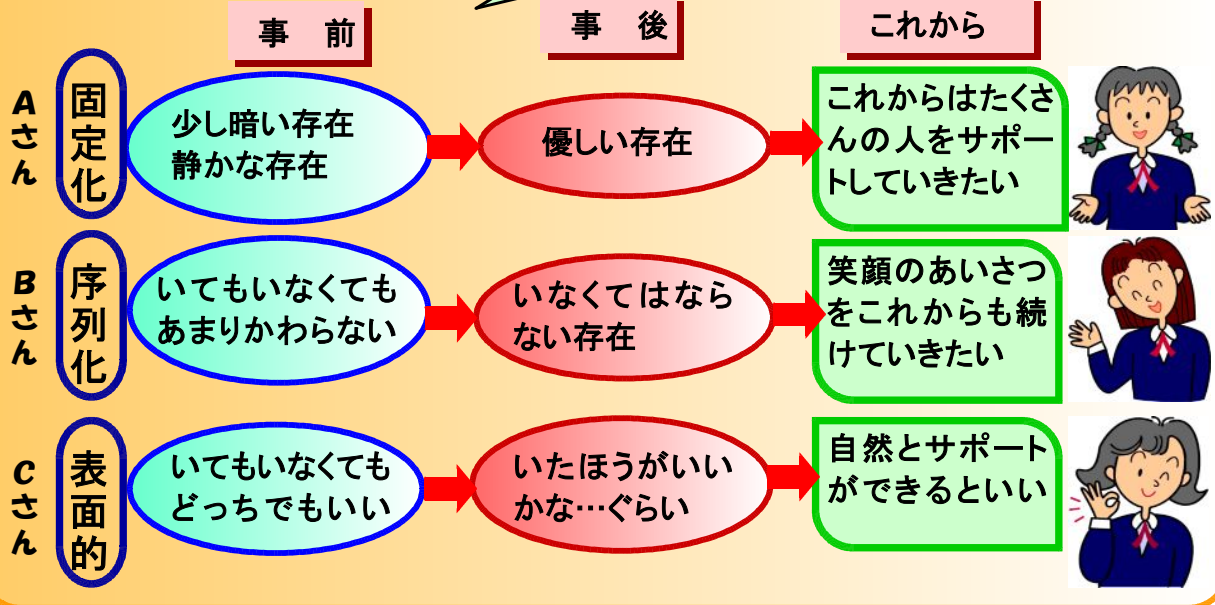 事 前
事 後
これから
Aさん
固定化
少し暗い存在
静かな存在
優しい存在
これからはたくさ
んの人をサポー
トしていきたい
Bさん
序列化
いてもいなくても
あまりかわらない
いなくてはなら
ない存在
笑顔のあいさつ
をこれからも続
けていきたい
Cさん
表面的
いてもいなくても
どっちでもいい
いたほうがいい
かな…ぐらい
自然とサポート
ができるといい